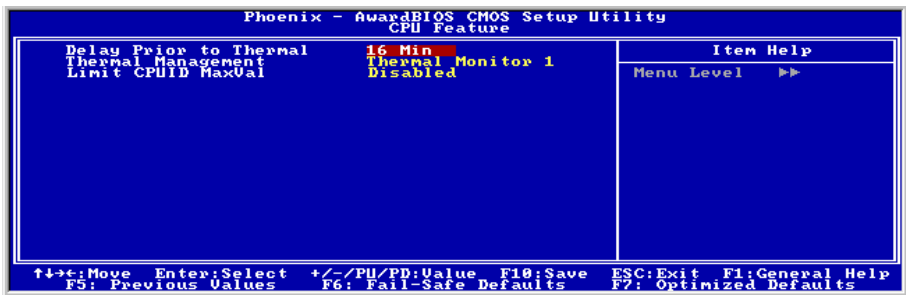 Phoenix - AwardBIOS CMOS Setup Utility
CPU Feature
Delay Prior to Thermal 16 Min
Thermal Management Thermal Monitor 1
Limit CPUID MaxVal Disabled
Item Help
Menu Level ►►
↑↓→←:Move Enter:Select +/-/PU/PD:Value F10:Save ESC:Exit F1:General Help
F5: Previous Values F6: Fail-Safe Defaults F7: Optimized Defaults